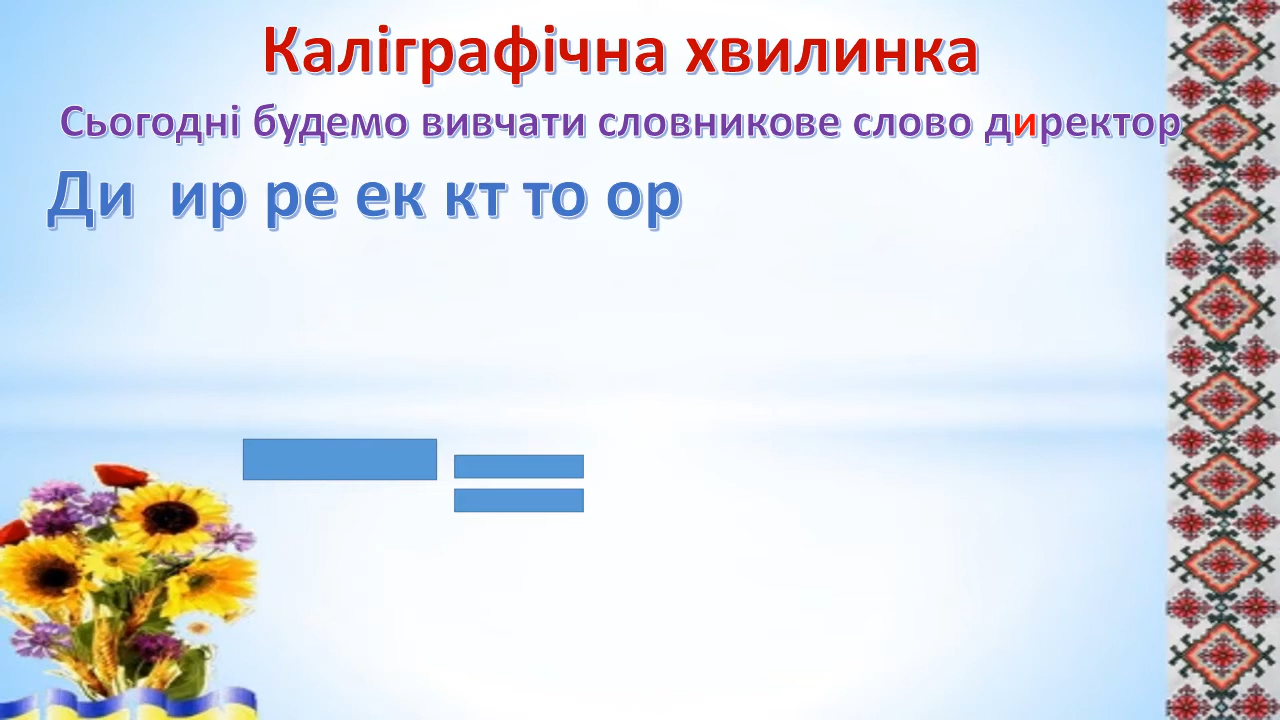 Каліграфічна хвилинка
Сьогодні будемо вивчати словникове слово директор
Ди ир ре ек кт то ор